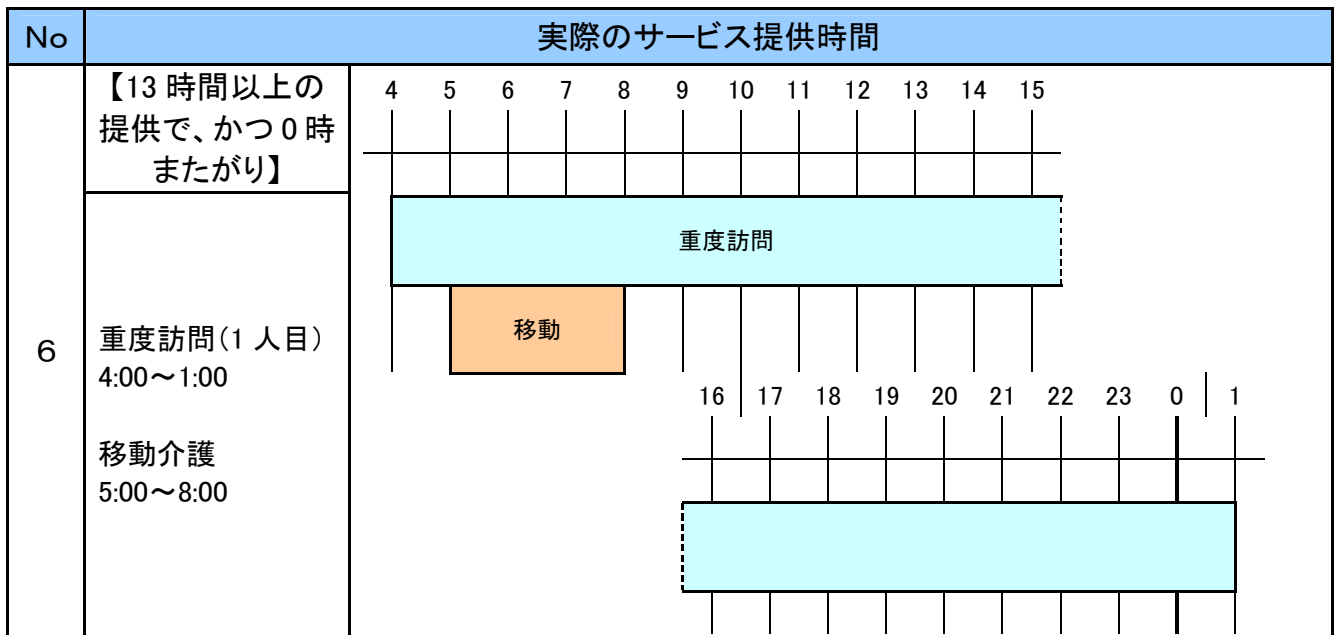 No 実際のサービス提供時間
【13 時間以上の
提供で、かつ 0 時
またがり】
4 5 6 7 8 9 10 11 12 13 14 15
重度訪問
移動
6
重度訪問(1 人目)
4:00～1:00
移動介護
5:00～8:00
16 17 18 19 20 21 22 23 0 1